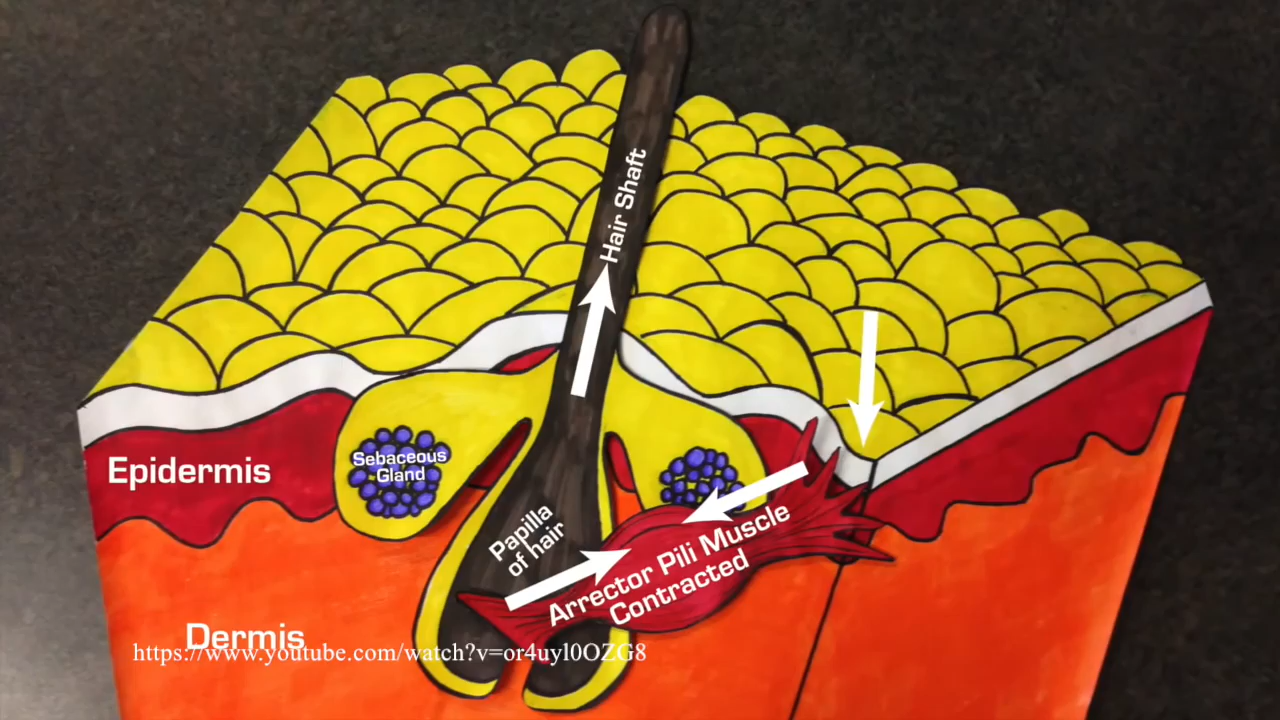 Hair Shaft
Sebaceous
Gland
Epidermis
Papilla
of hair
Arrector Pili Muscle
Contracted
Dermis
https://www.youtube.com/watch?v=or4uyl0OZG8